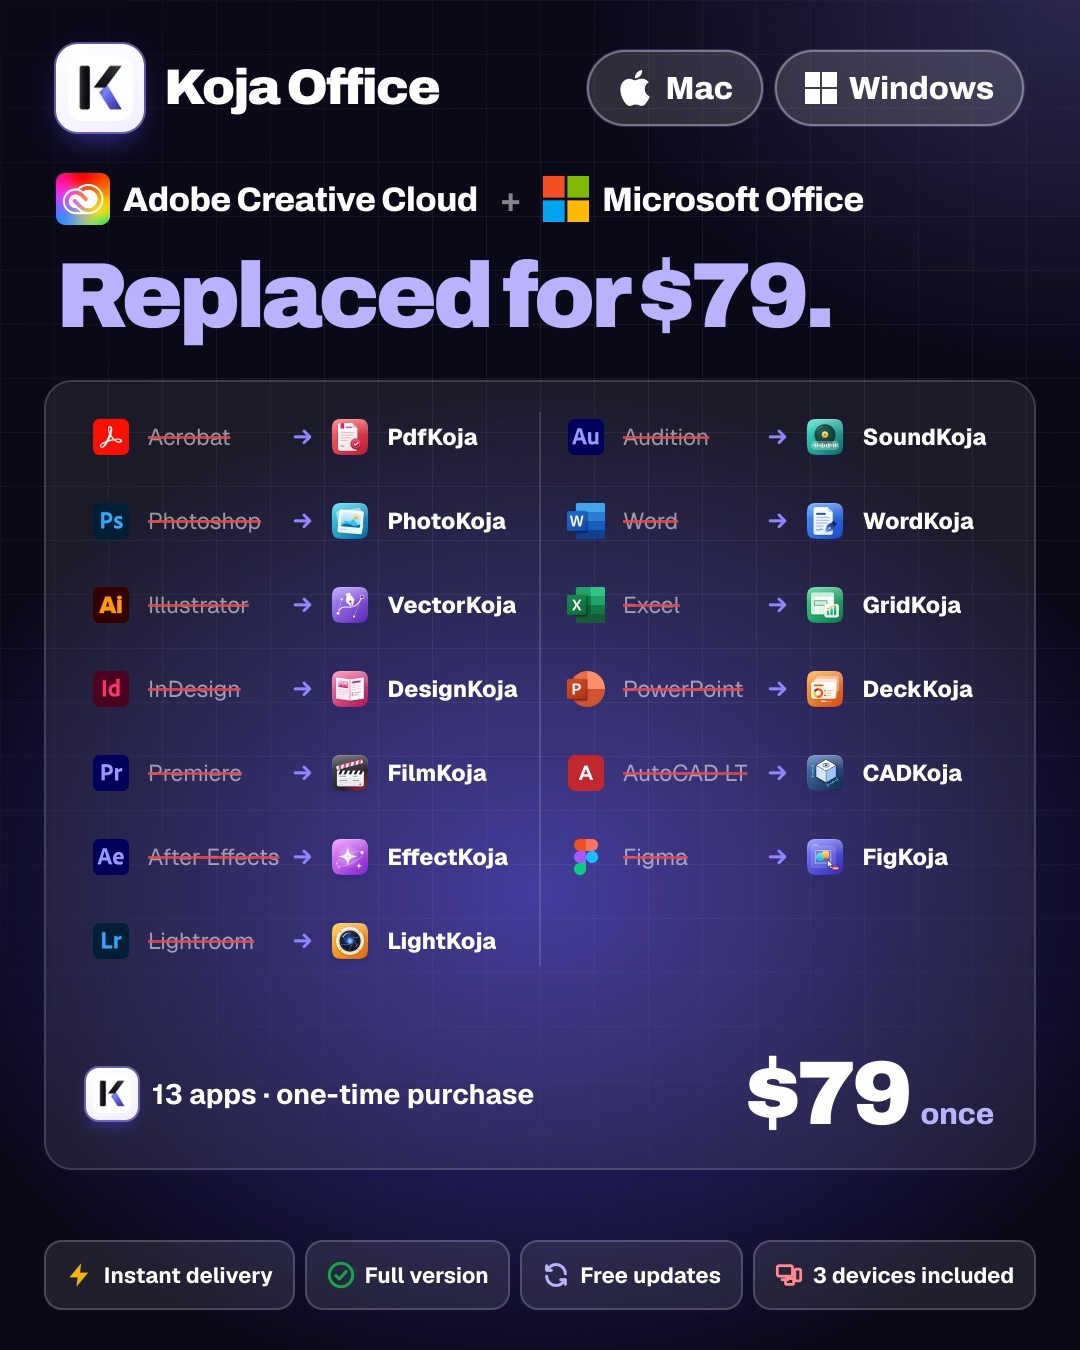 Koja Office
Mac
Windows
Adobe Creative Cloud + Microsoft Office
Replaced for $79.
Acrobat → PdfKoja
Ps Photoshop → PhotoKoja
Ai Illustrator → VectorKoja
Id InDesign → DesignKoja
Pr Premiere → FilmKoja
Ae After Effects → EffectKoja
Lr Lightroom → LightKoja
Au Audition → SoundKoja
W Word → WordKoja
X Excel → GridKoja
P PowerPoint → DeckKoja
A AutoCAD LT → CADKoja
Figma → FigKoja
K 13 apps · one-time purchase
$79 once
Instant delivery
Full version
Free updates
3 devices included